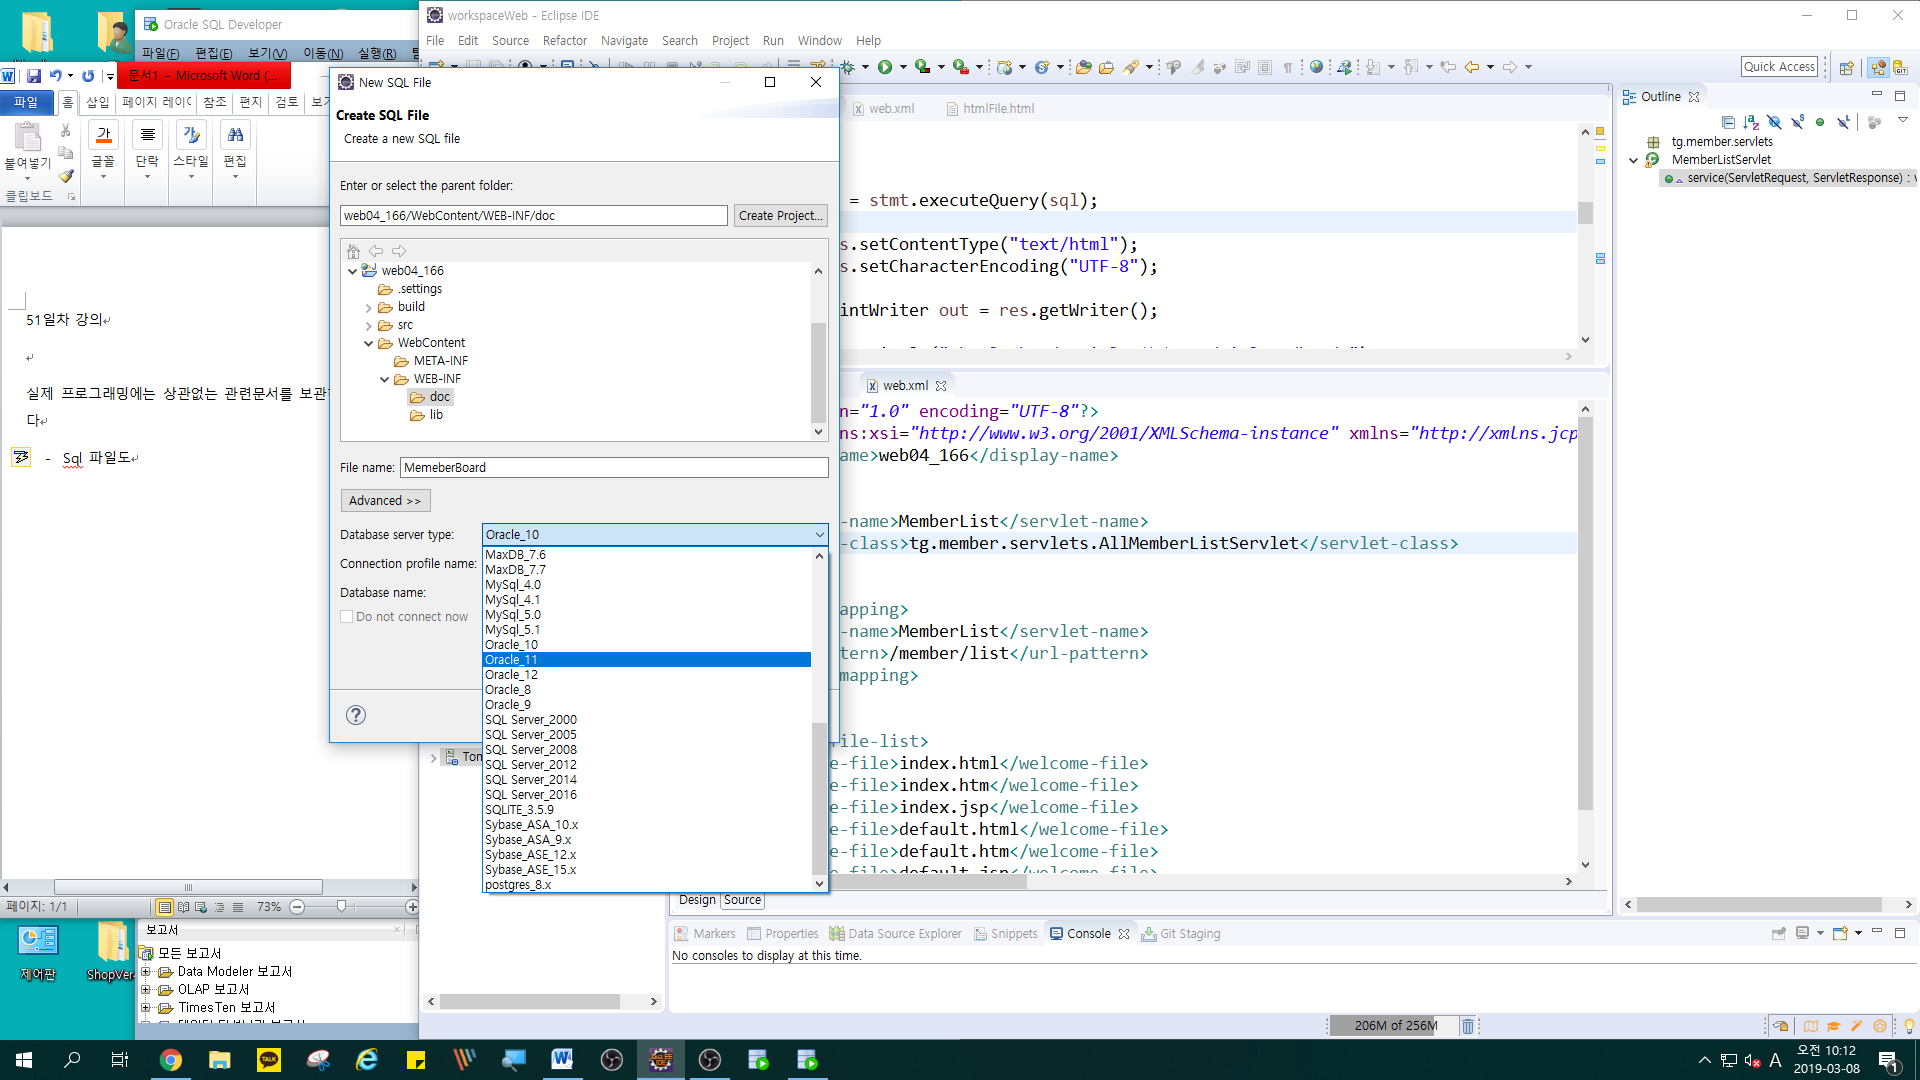 Oracle SQL Developer
파일(F) 편집(E) 보기(V) 이동(N) 실행(R) 팀
문서1 - Microsoft Word (...
파일 홈 삽입 페이지 레이( 참조 편지 검토 보
붙여넣기
글꼴 단락 스타일 편집
클립보드
51일차 강의
실제 프로그래밍에는 상관없는 관련문서를 보관
다
- Sql 파일도
페이지: 1/1
73%
제어판
ShopVer
보고서
모든 보고서
Data Modeler 보고서
OLAP 보고서
TimesTen 보고서
workspaceWeb - Eclipse IDE
File Edit Source Refactor Navigate Search Project Run Window Help
Quick Access
New SQL File
Create SQL File
Create a new SQL file
Enter or select the parent folder:
web04_166/WebContent/WEB-INF/doc
Create Project...
web04_166
.settings
build
src
WebContent
META-INF
WEB-INF
doc
lib
File name: MemeberBoard
Advanced >>
Database server type: Oracle_10
Connection profile name:
Database name:
Do not connect now
MaxDB_7.6
MaxDB_7.7
MySql_4.0
MySql_4.1
MySql_5.0
MySql_5.1
Oracle_10
Oracle_11
Oracle_12
Oracle_8
Oracle_9
SQL Server_2000
SQL Server_2005
SQL Server_2008
SQL Server_2012
SQL Server_2014
SQL Server_2016
SQLITE_3.5.9
Sybase_ASA_10.x
Sybase_ASA_9.x
Sybase_ASE_12.x
Sybase_ASE_15.x
postgres_8.x
Tom
web.xml htmlFile.html
= stmt.executeQuery(sql);
s.setContentType("text/html");
s.setCharacterEncoding("UTF-8");
intWriter out = res.getWriter();
web.xml
n="1.0" encoding="UTF-8"?>
ns:xsi="http://www.w3.org/2001/XMLSchema-instance" xmlns="http://xmlns.jcp
ame>web04_166</display-name>
-name>MemberList</servlet-name>
-class>tg.member.servlets.AllMemberListServlet</servlet-class>
apping>
-name>MemberList</servlet-name>
tern>/member/list</url-pattern>
mapping>
ile-list>
e-file>index.html</welcome-file>
e-file>index.htm</welcome-file>
e-file>index.jsp</welcome-file>
e-file>default.html</welcome-file>
e-file>default.htm</welcome-file>
e-file>default.jsp</welcome-file>
Design Source
Outline
tg.member.servlets
MemberListServlet
service(ServletRequest, ServletResponse) : v
Markers Properties Data Source Explorer Snippets Console Git Staging
No consoles to display at this time.
206M of 256M
A
오전 10:12
2019-03-08
1